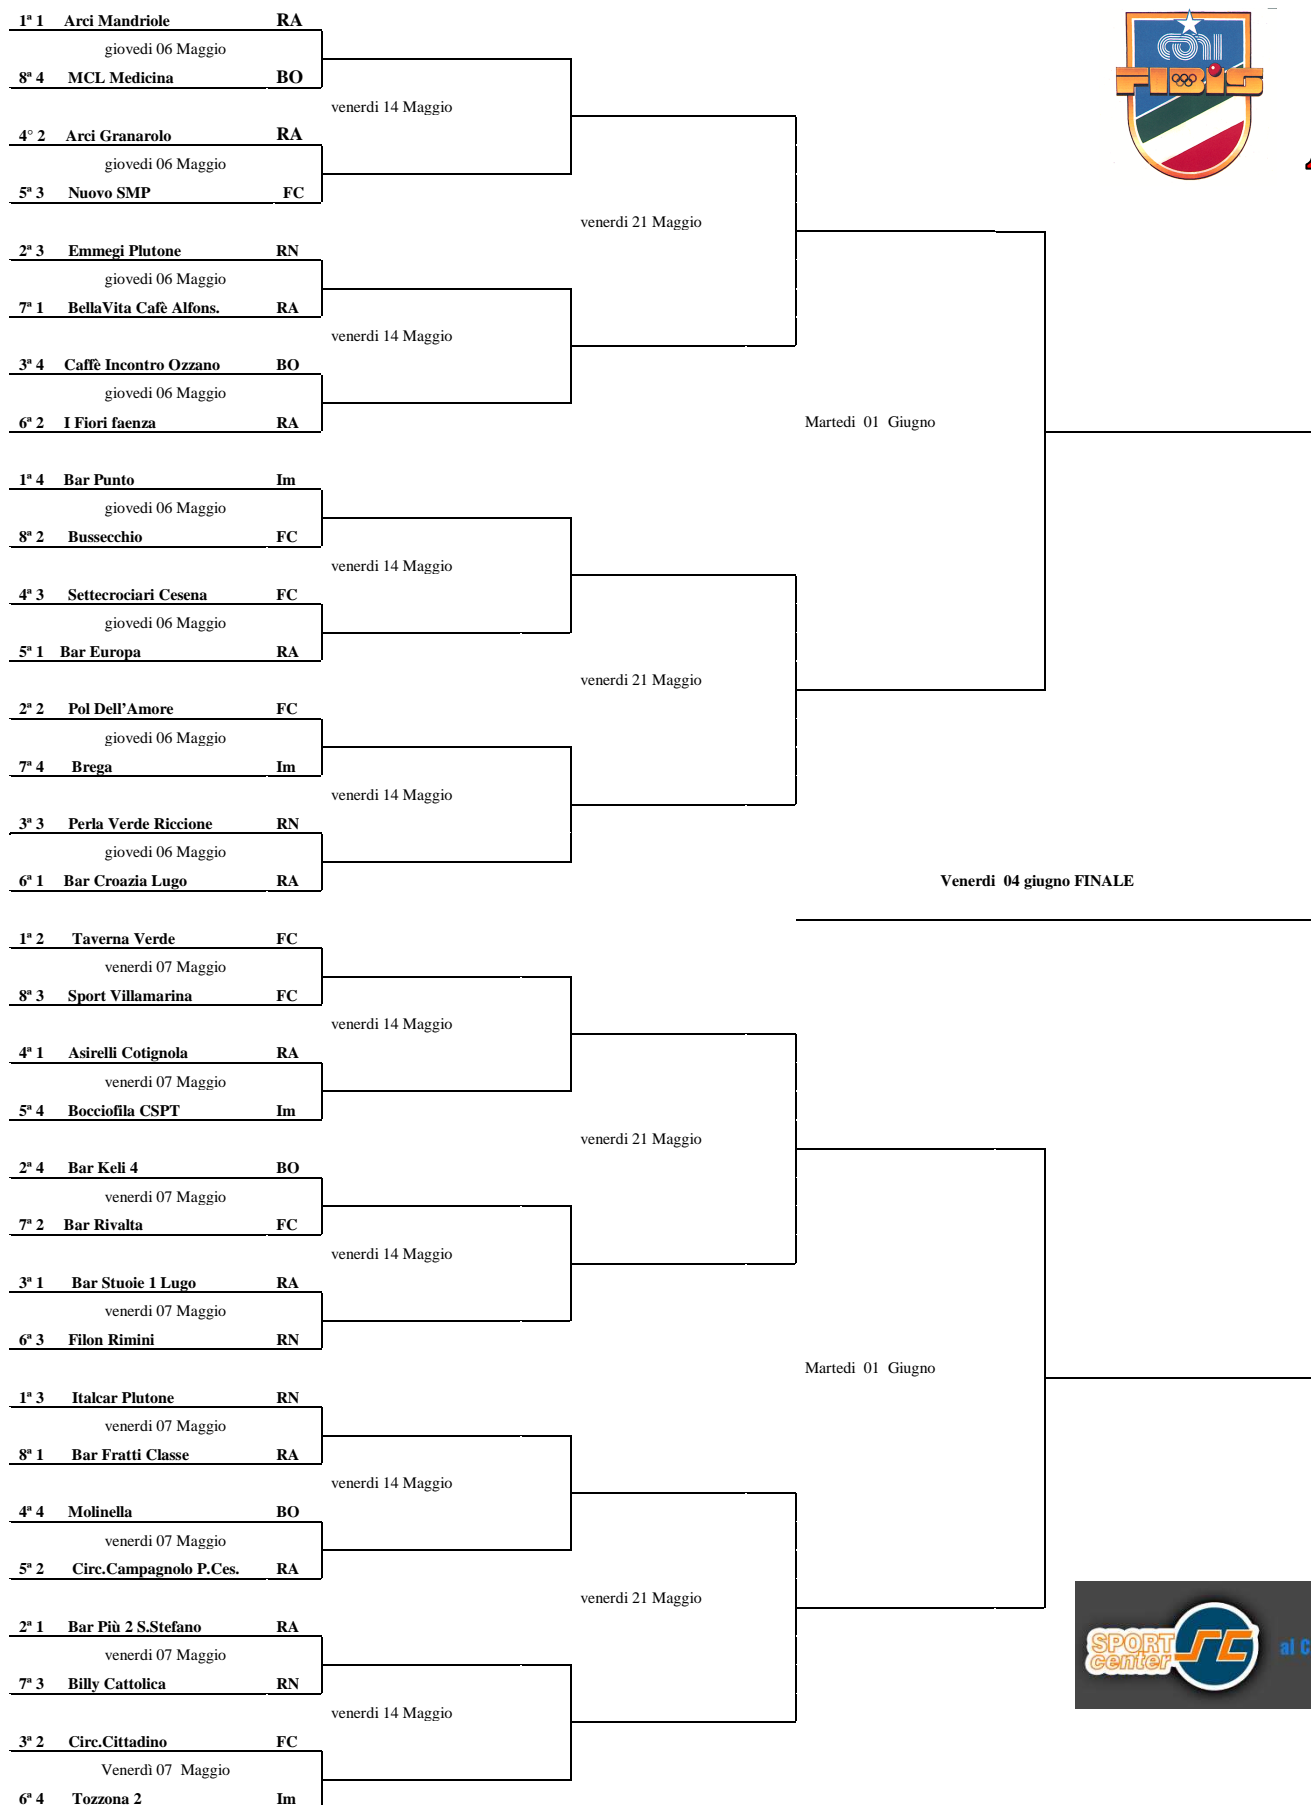 1ª 1 Arci Mandriole RA
giovedi 06 Maggio
8ª 4 MCL Medicina BO
venerdi 14 Maggio
4° 2 Arci Granarolo RA
giovedi 06 Maggio
5ª 3 Nuovo SMP FC
venerdi 21 Maggio
2ª 3 Emmegi Plutone RN
giovedi 06 Maggio
7ª 1 BellaVita Cafè Alfons. RA
venerdi 14 Maggio
3ª 4 Caffè Incontro Ozzano BO
giovedi 06 Maggio
6ª 2 I Fiori faenza RA
Martedi 01 Giugno
1ª 4 Bar Punto Im
giovedi 06 Maggio
8ª 2 Bussecchio FC
venerdi 14 Maggio
4ª 3 Settecrociari Cesena FC
giovedi 06 Maggio
5ª 1 Bar Europa RA
venerdi 21 Maggio
2ª 2 Pol Dell’Amore FC
giovedi 06 Maggio
7ª 4 Brega Im
venerdi 14 Maggio
3ª 3 Perla Verde Riccione RN
giovedi 06 Maggio
6ª 1 Bar Croazia Lugo RA
Venerdi 04 giugno FINALE
1ª 2 Taverna Verde FC
venerdi 07 Maggio
8ª 3 Sport Villamarina FC
venerdi 14 Maggio
4ª 1 Asirelli Cotignola RA
venerdi 07 Maggio
5ª 4 Bocciofila CSPT Im
venerdi 21 Maggio
2ª 4 Bar Keli 4 BO
venerdi 07 Maggio
7ª 2 Bar Rivalta FC
venerdi 14 Maggio
3ª 1 Bar Stuoie 1 Lugo RA
venerdi 07 Maggio
6ª 3 Filon Rimini RN
Martedi 01 Giugno
1ª 3 Italcar Plutone RN
venerdi 07 Maggio
8ª 1 Bar Fratti Classe RA
venerdi 14 Maggio
4ª 4 Molinella BO
venerdi 07 Maggio
5ª 2 Circ.Campagnolo P.Ces. RA
venerdi 21 Maggio
2ª 1 Bar Più 2 S.Stefano RA
venerdi 07 Maggio
7ª 3 Billy Cattolica RN
venerdi 14 Maggio
3ª 2 Circ.Cittadino FC
Venerdì 07 Maggio
6ª 4 Tozzona 2 Im
CONI
FIBIS
SPORT
center
SC
al C